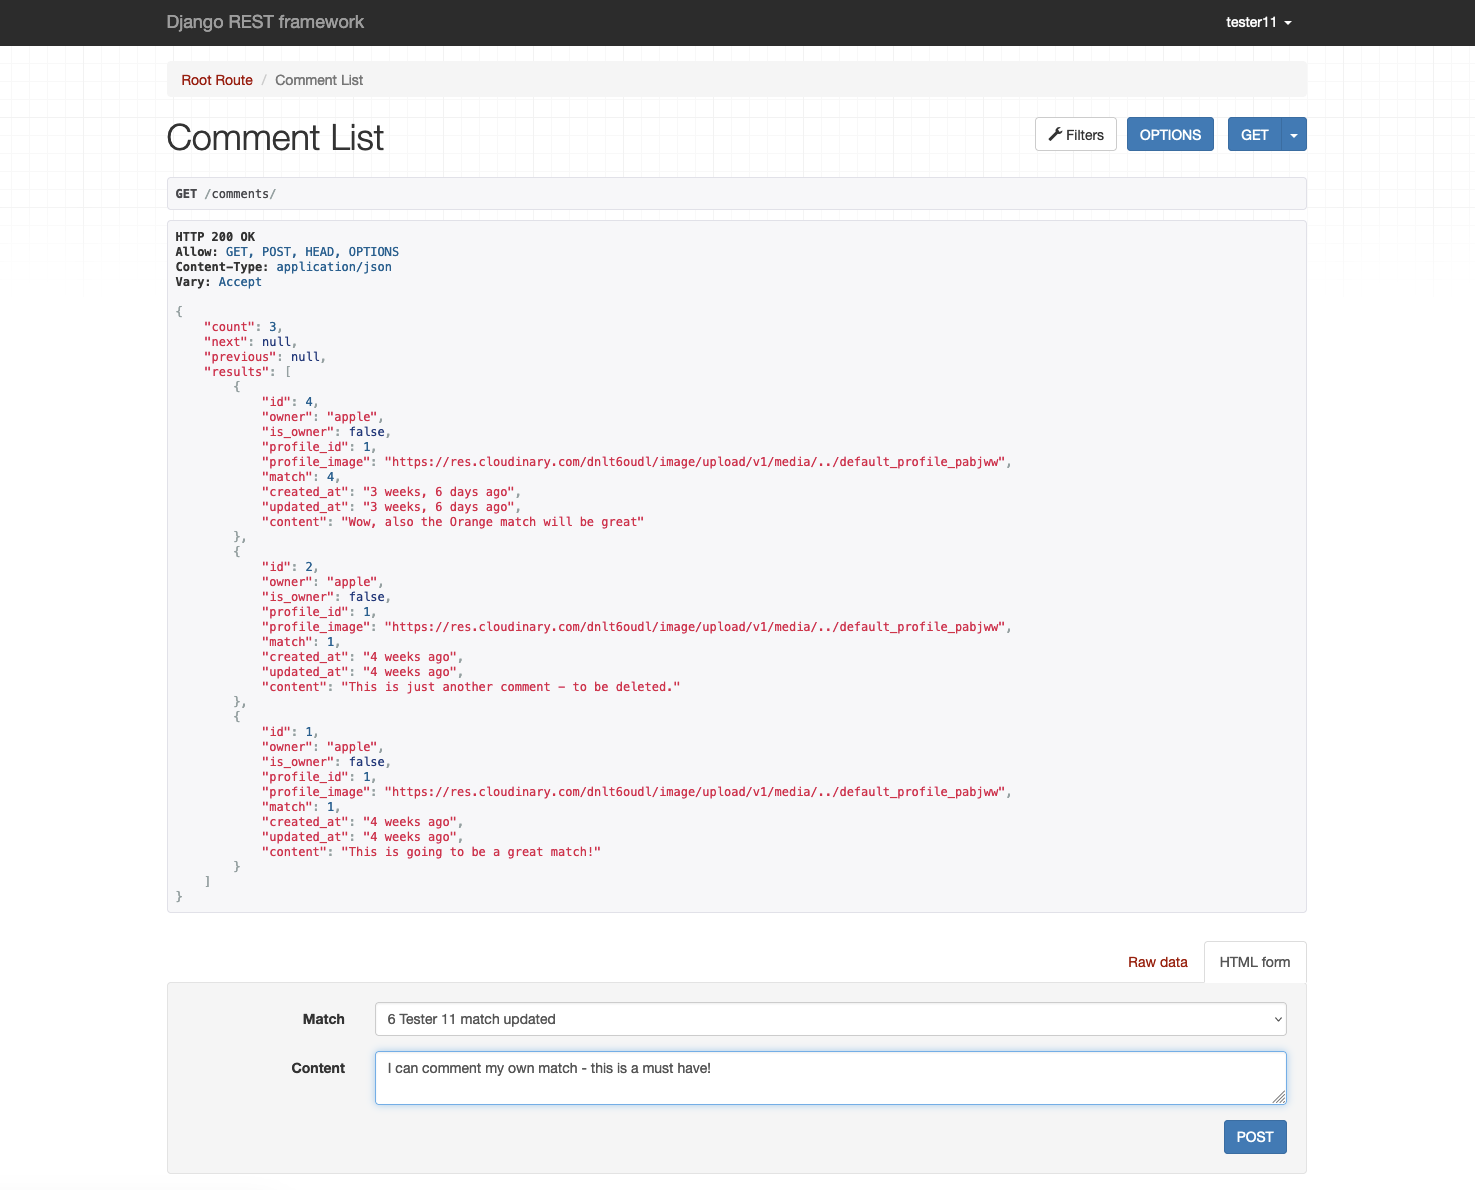 Django REST framework
tester11
Root Route / Comment List
Comment List
Filters
OPTIONS
GET
GET /comments/
HTTP 200 OK
Allow: GET, POST, HEAD, OPTIONS
Content-Type: application/json
Vary: Accept
{
    "count": 3,
    "next": null,
    "previous": null,
    "results": [
        {
            "id": 4,
            "owner": "apple",
            "is_owner": false,
            "profile_id": 1,
            "profile_image": "https://res.cloudinary.com/dnlt6oudl/image/upload/v1/media/../default_profile_pabjww",
            "match": 4,
            "created_at": "3 weeks, 6 days ago",
            "updated_at": "3 weeks, 6 days ago",
            "content": "Wow, also the Orange match will be great"
        },
        {
            "id": 2,
            "owner": "apple",
            "is_owner": false,
            "profile_id": 1,
            "profile_image": "https://res.cloudinary.com/dnlt6oudl/image/upload/v1/media/../default_profile_pabjww",
            "match": 1,
            "created_at": "4 weeks ago",
            "updated_at": "4 weeks ago",
            "content": "This is just another comment - to be deleted."
        },
        {
            "id": 1,
            "owner": "apple",
            "is_owner": false,
            "profile_id": 1,
            "profile_image": "https://res.cloudinary.com/dnlt6oudl/image/upload/v1/media/../default_profile_pabjww",
            "match": 1,
            "created_at": "4 weeks ago",
            "updated_at": "4 weeks ago",
            "content": "This is going to be a great match!"
        }
    ]
}
Raw data
HTML form
Match
6 Tester 11 match updated
Content
I can comment my own match - this is a must have!
POST